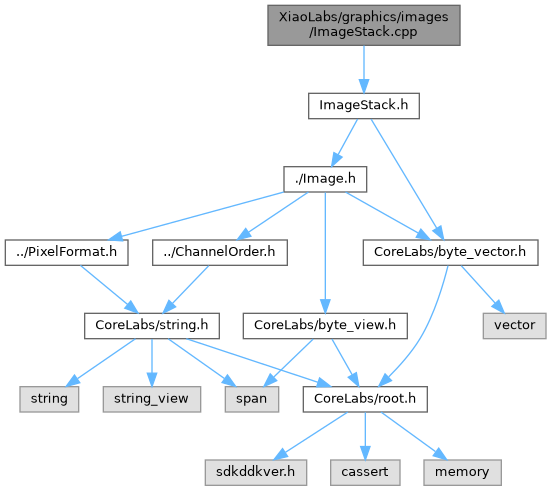 XiaoLabs/graphics/images
/ImageStack.cpp
ImageStack.h
./Image.h
../PixelFormat.h
../ChannelOrder.h
CoreLabs/byte_vector.h
CoreLabs/string.h
CoreLabs/byte_view.h
vector
string
string_view
span
CoreLabs/root.h
sdkddkver.h
cassert
memory